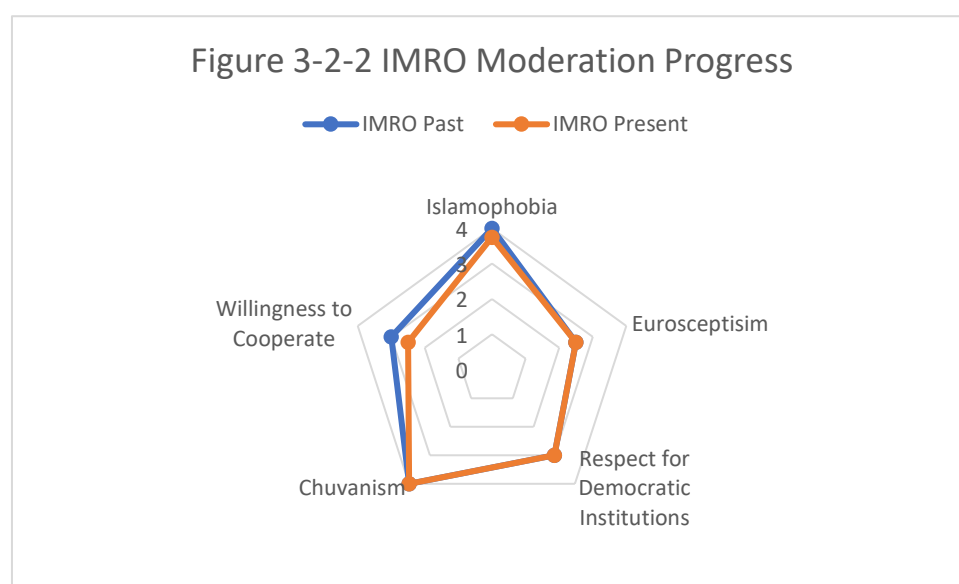 Figure 3-2-2 IMRO Moderation Progress
IMRO Past
IMRO Present
Islamophobia
4
3
2
1
0
Eurosceptisim
Respect for
Democratic
Institutions
Chuvanism
Willingness to
Cooperate